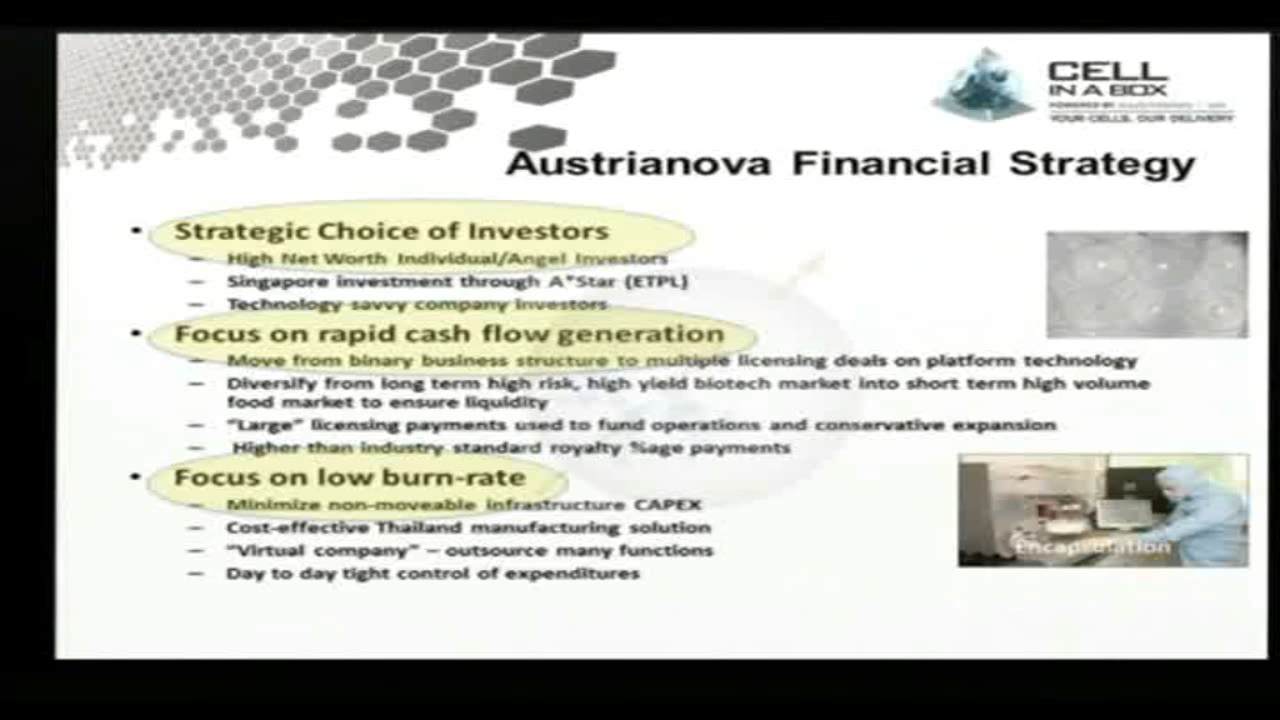 CELL
IN A BOX
POWERED BY
YOUR CELLS. OUR DELIVERY
Austrianova Financial Strategy
• Strategic Choice of Investors
– High Net Worth Individual/Angel Investors
– Singapore investment through A*Star (ETPL)
– Technology savvy company investors
• Focus on rapid cash flow generation
– Move from binary business structure to multiple licensing deals on platform technology
– Diversify from long term high risk, high yield biotech market into short term high volume
food market to ensure liquidity
– "Large" licensing payments used to fund operations and conservative expansion
– Higher than industry standard royalty %age payments
• Focus on low burn-rate
– Minimize non-moveable infrastructure CAPEX
– Cost-effective Thailand manufacturing solution
– "Virtual company" – outsource many functions
– Day to day tight control of expenditures
Encapsulation